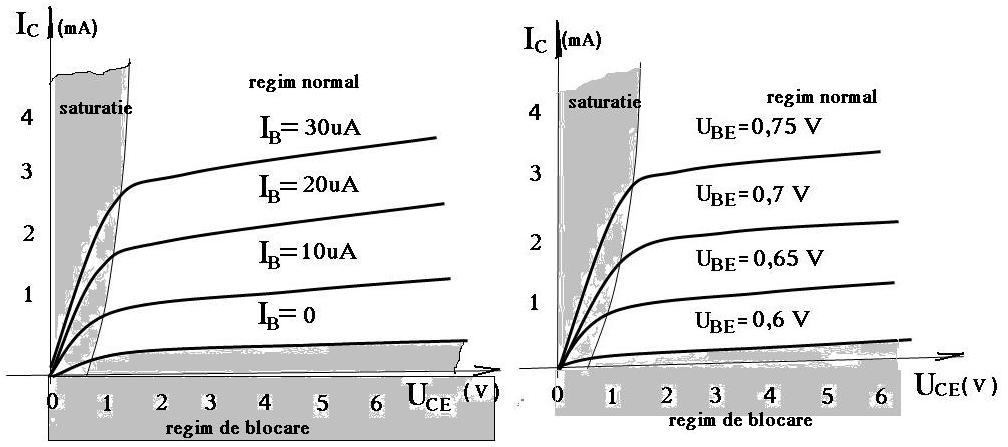 IC (mA)
regim normal
saturatie
4
IB= 30uA
3
IB= 20uA
2
IB= 10uA
1
IB= 0
0 1 2 3 4 5 6 UCE (V)
regim de blocare
IC (mA)
regim normal
saturatie
4
UBE=0,75 V
3
UBE=0,7 V
2
UBE=0,65 V
1
UBE=0,6 V
0 1 2 3 4 5 6 UCE(V)
regim de blocare